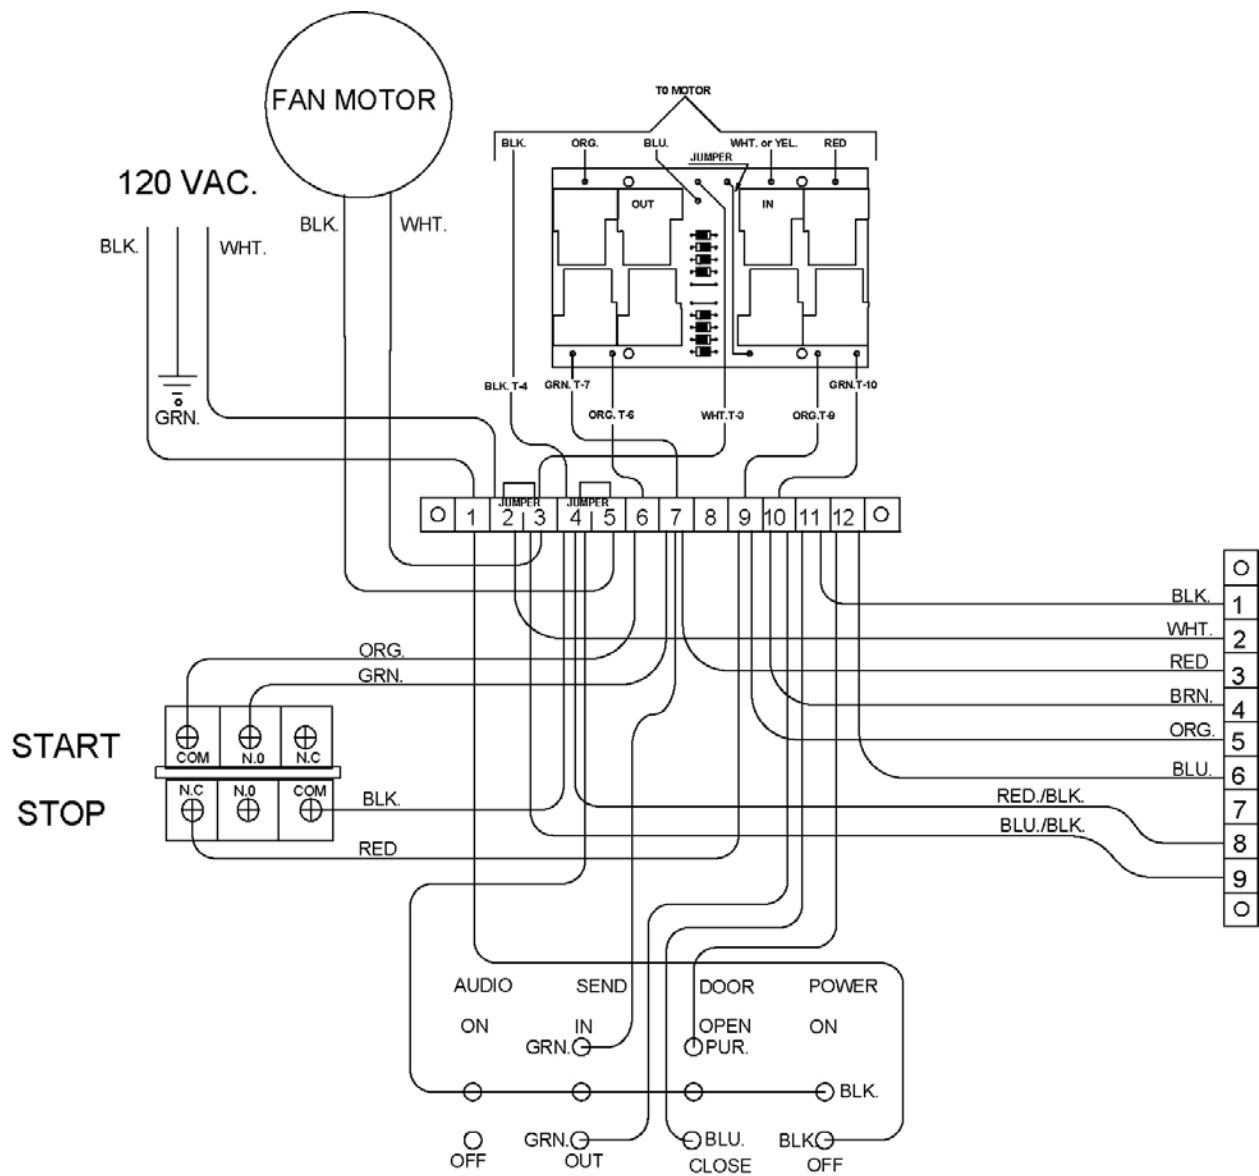 FAN MOTOR
120 VAC.
BLK.
WHT.
GRN.
BLK.
WHT.
TO MOTOR
BLK.
ORG.
BLU.
WHT. or YEL.
RED
JUMPER
OUT
IN
BLK. T-4
GRN. T-7
ORG. T-6
WHT.T-3
ORG.T-9
GRN.T-10
JUMPER
JUMPER
1 2 3 4 5 6 7 8 9 10 11 12
BLK.
WHT.
RED
BRN.
ORG.
BLU.
RED./BLK.
BLU./BLK.
1
2
3
4
5
6
7
8
9
ORG.
GRN.
START
COM
N.0
N.C
STOP
N.C
N.0
COM
BLK.
RED
AUDIO SEND DOOR POWER
ON IN OPEN ON
GRN.
PUR.
BLK.
GRN.
BLU.
BLK.
OFF OUT CLOSE OFF